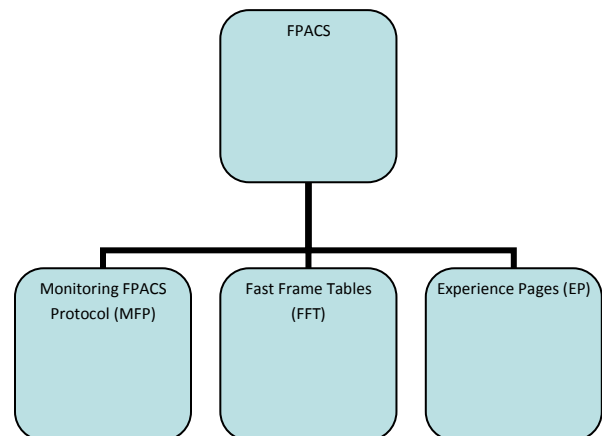 FPACS
Monitoring FPACS
Protocol (MFP)
Fast Frame Tables
(FFT)
Experience Pages (EP)